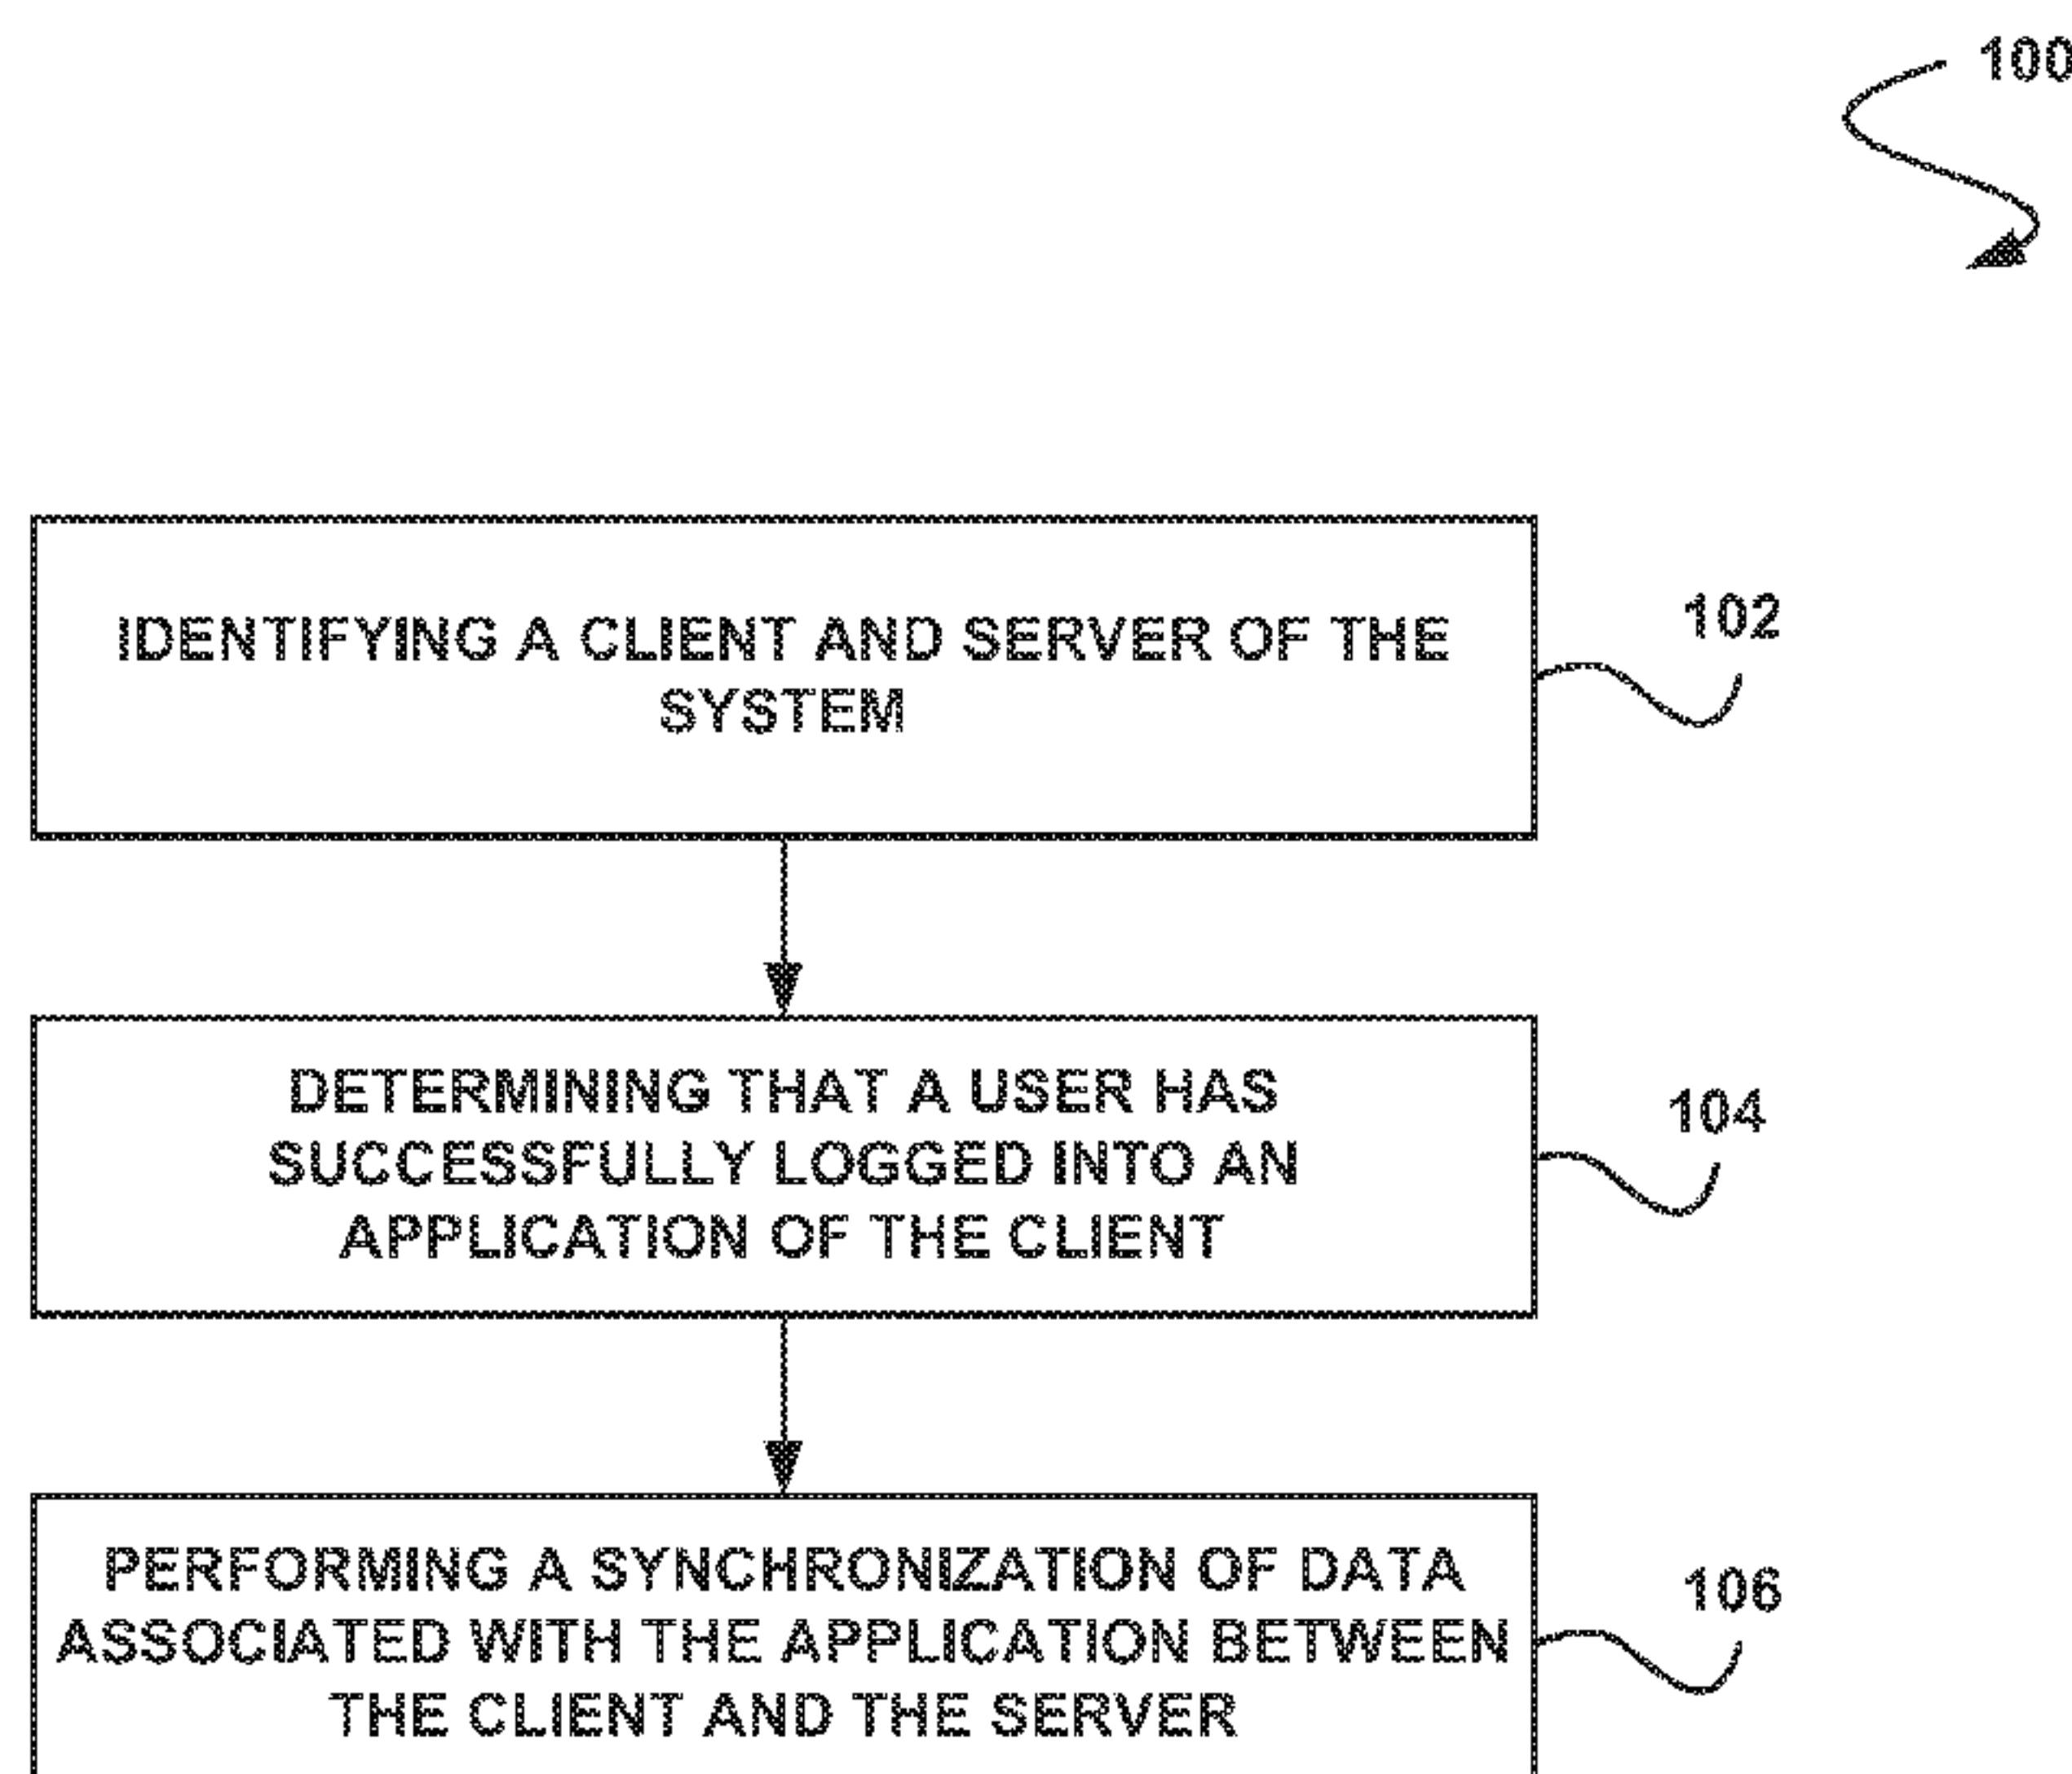 100
IDENTIFYING A CLIENT AND SERVER OF THE
SYSTEM
102
DETERMINING THAT A USER HAS
SUCCESSFULLY LOGGED INTO AN
APPLICATION OF THE CLIENT
104
PERFORMING A SYNCHRONIZATION OF DATA
ASSOCIATED WITH THE APPLICATION BETWEEN
THE CLIENT AND THE SERVER
106